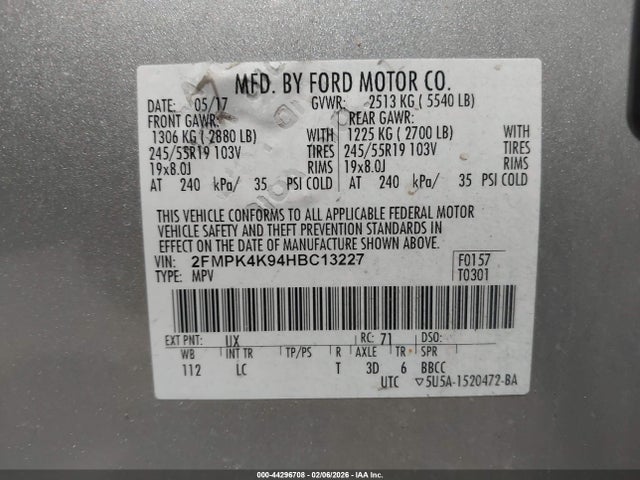 MFD. BY FORD MOTOR CO.
DATE: 05/17 GVWR: 2513 KG ( 5540 LB)
FRONT GAWR: REAR GAWR:
1306 KG ( 2880 LB) WITH 1225 KG ( 2700 LB) WITH
245/55R19 103V TIRES 245/55R19 103V TIRES
19x8.0J RIMS 19x8.0J RIMS
AT 240 kPa/ 35 PSI COLD AT 240 kPa/ 35 PSI COLD
THIS VEHICLE CONFORMS TO ALL APPLICABLE FEDERAL MOTOR
VEHICLE SAFETY AND THEFT PREVENTION STANDARDS IN
EFFECT ON THE DATE OF MANUFACTURE SHOWN ABOVE.
VIN: 2FMPK4K94HBC13227 F0157
TYPE: MPV T0301
EXT PNT: UX RC: 71 DSO:
WB INT TR TP/PS R AXLE TR SPR
112 LC T 3D 6 BBCC
UTC ▽5U5A-1520472-BA
000-44296708 - 02/06/2026 - IAA Inc.